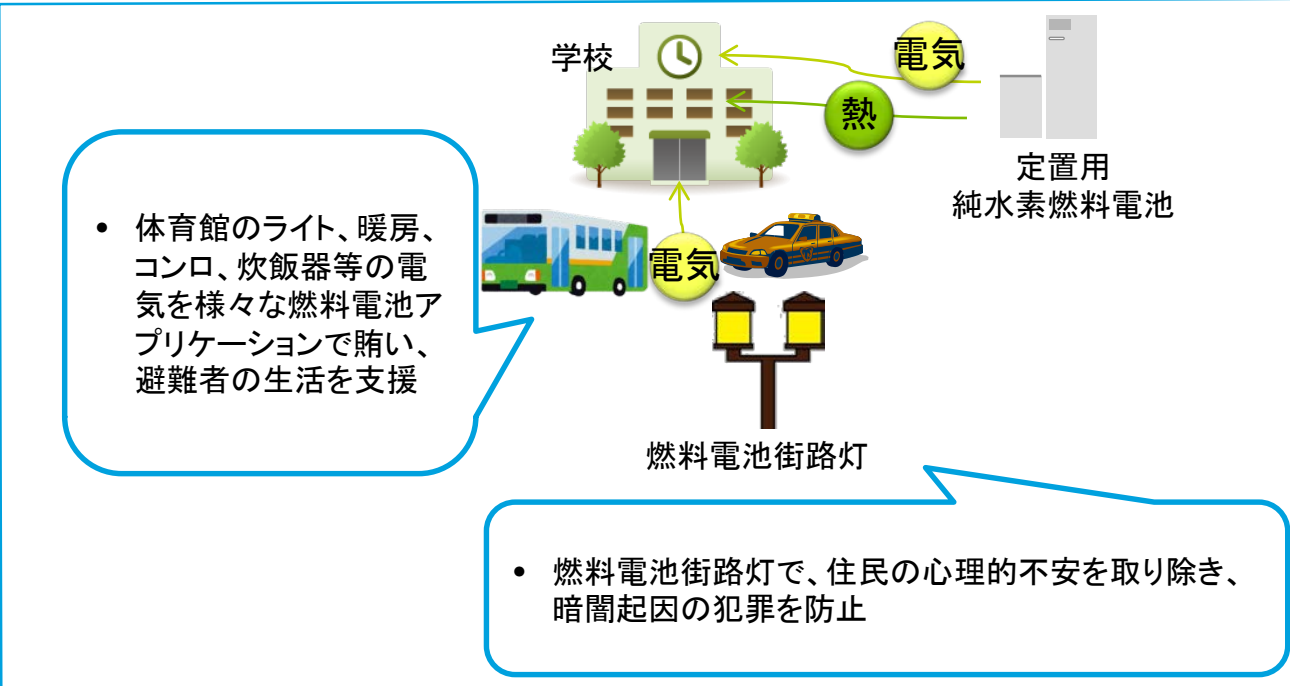 学校
電気
熱
定置用
純水素燃料電池
• 体育館のライト、暖房、
コンロ、炊飯器等の電
気を様々な燃料電池ア
プリケーションで賄い、
避難者の生活を支援
電気
燃料電池街路灯
• 燃料電池街路灯で、住民の心理的不安を取り除き、
暗闇起因の犯罪を防止